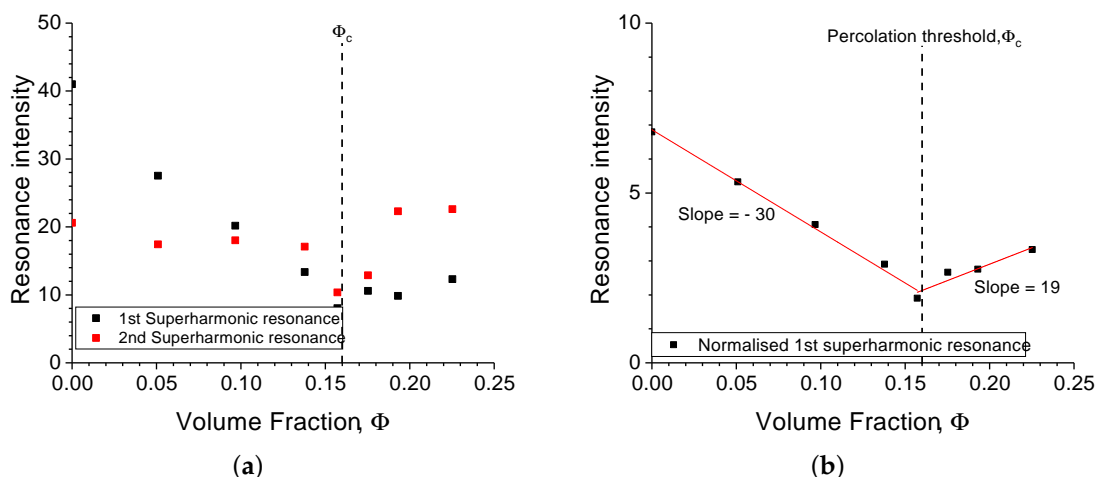 50
40
30
20
10
0
0.00 0.05 0.10 0.15 0.20 0.25
Resonance intensity
Volume Fraction, Φ
Φc
1st Superharmonic resonance
2nd Superharmonic resonance
(a)
10
5
0
0.00 0.05 0.10 0.15 0.20 0.25
Resonance intensity
Volume Fraction, Φ
Percolation threshold,Φc
Slope = - 30
Slope = 19
Normalised 1st superharmonic resonance
(b)